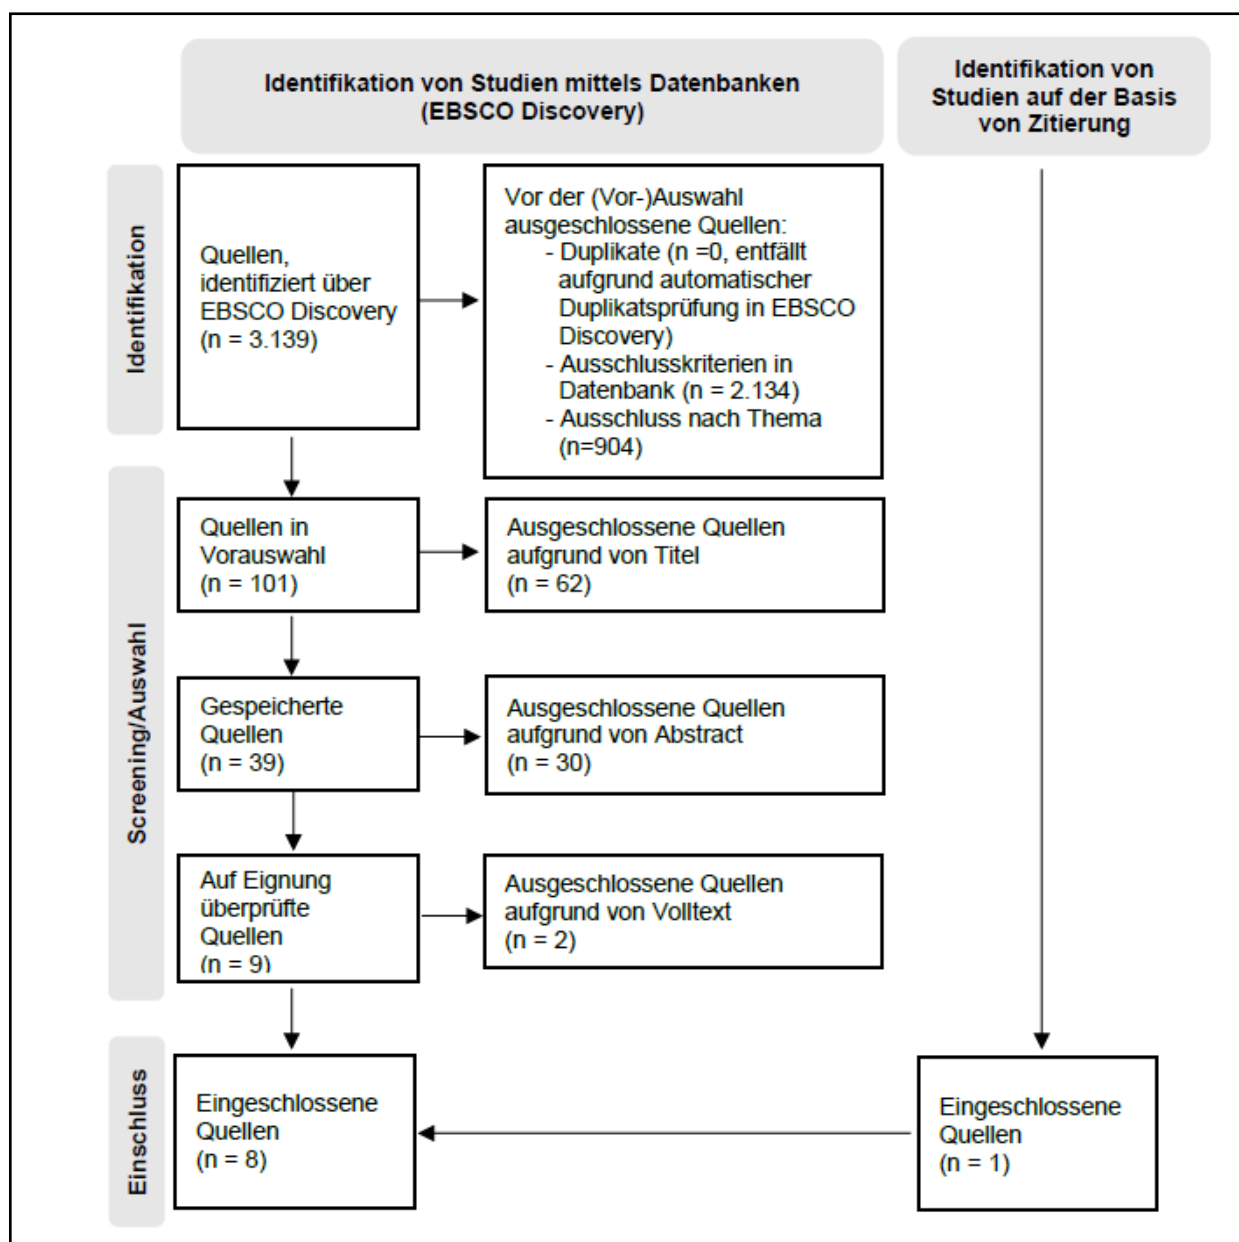 Identifikation von Studien mittels Datenbanken
(EBSCO Discovery)
Identifikation von
Studien auf der Basis
von Zitierung
Identifikation
Quellen,
identifiziert über
EBSCO Discovery
(n = 3.139)
Vor der (Vor-)Auswahl
ausgeschlossene Quellen:
- Duplikate (n =0, entfällt
aufgrund automatischer
Duplikatsprüfung in EBSCO
Discovery)
- Ausschlusskriterien in
Datenbank (n = 2.134)
- Ausschluss nach Thema
(n=904)
Screening/Auswahl
Quellen in
Vorauswahl
(n = 101)
Ausgeschlossene Quellen
aufgrund von Titel
(n = 62)
Gespeicherte
Quellen
(n = 39)
Ausgeschlossene Quellen
aufgrund von Abstract
(n = 30)
Auf Eignung
überprüfte
Quellen
(n = 9)
Ausgeschlossene Quellen
aufgrund von Volltext
(n = 2)
Einschluss
Eingeschlossene
Quellen
(n = 8)
Eingeschlossene
Quellen
(n = 1)